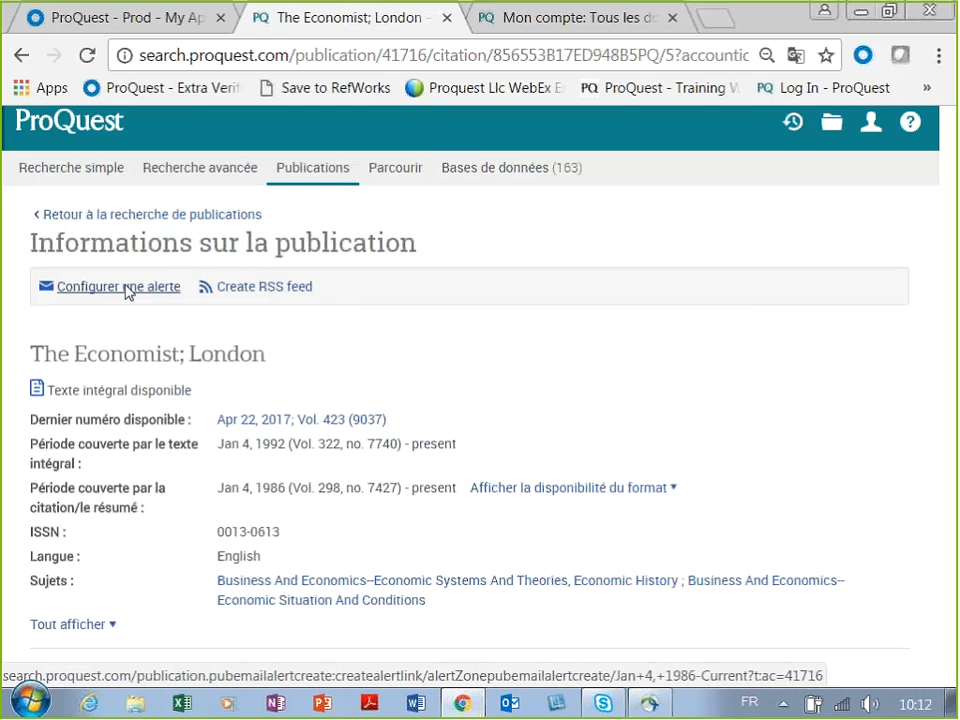 ProQuest - Prod - My Ap
The Economist; London -
PQ Mon compte: Tous les d
search.proquest.com/publication/41716/citation/856553B17ED948B5PQ/5?accountic
Apps ProQuest - Extra Verif Save to RefWorks Proquest Llc WebEx E PQ ProQuest - Training W PQ Log In - ProQuest »
ProQuest
Recherche simple Recherche avancée Publications Parcourir Bases de données (163)
Retour à la recherche de publications
Informations sur la publication
Configurer une alerte Create RSS feed
The Economist; London
Texte intégral disponible
Dernier numéro disponible : Apr 22, 2017; Vol. 423 (9037)
Période couverte par le texte intégral : Jan 4, 1992 (Vol. 322, no. 7740) - present
Période couverte par la citation/le résumé : Jan 4, 1986 (Vol. 298, no. 7427) - present Afficher la disponibilité du format
ISSN : 0013-0613
Langue : English
Sujets : Business And Economics--Economic Systems And Theories, Economic History ; Business And Economics--
Economic Situation And Conditions
Tout afficher
search.proquest.com/publication.pubemailalertcreate:createalertlink/alertZonepubemailalertcreate/Jan+4,+1986-Current?t:ac=41716
FR 10:12